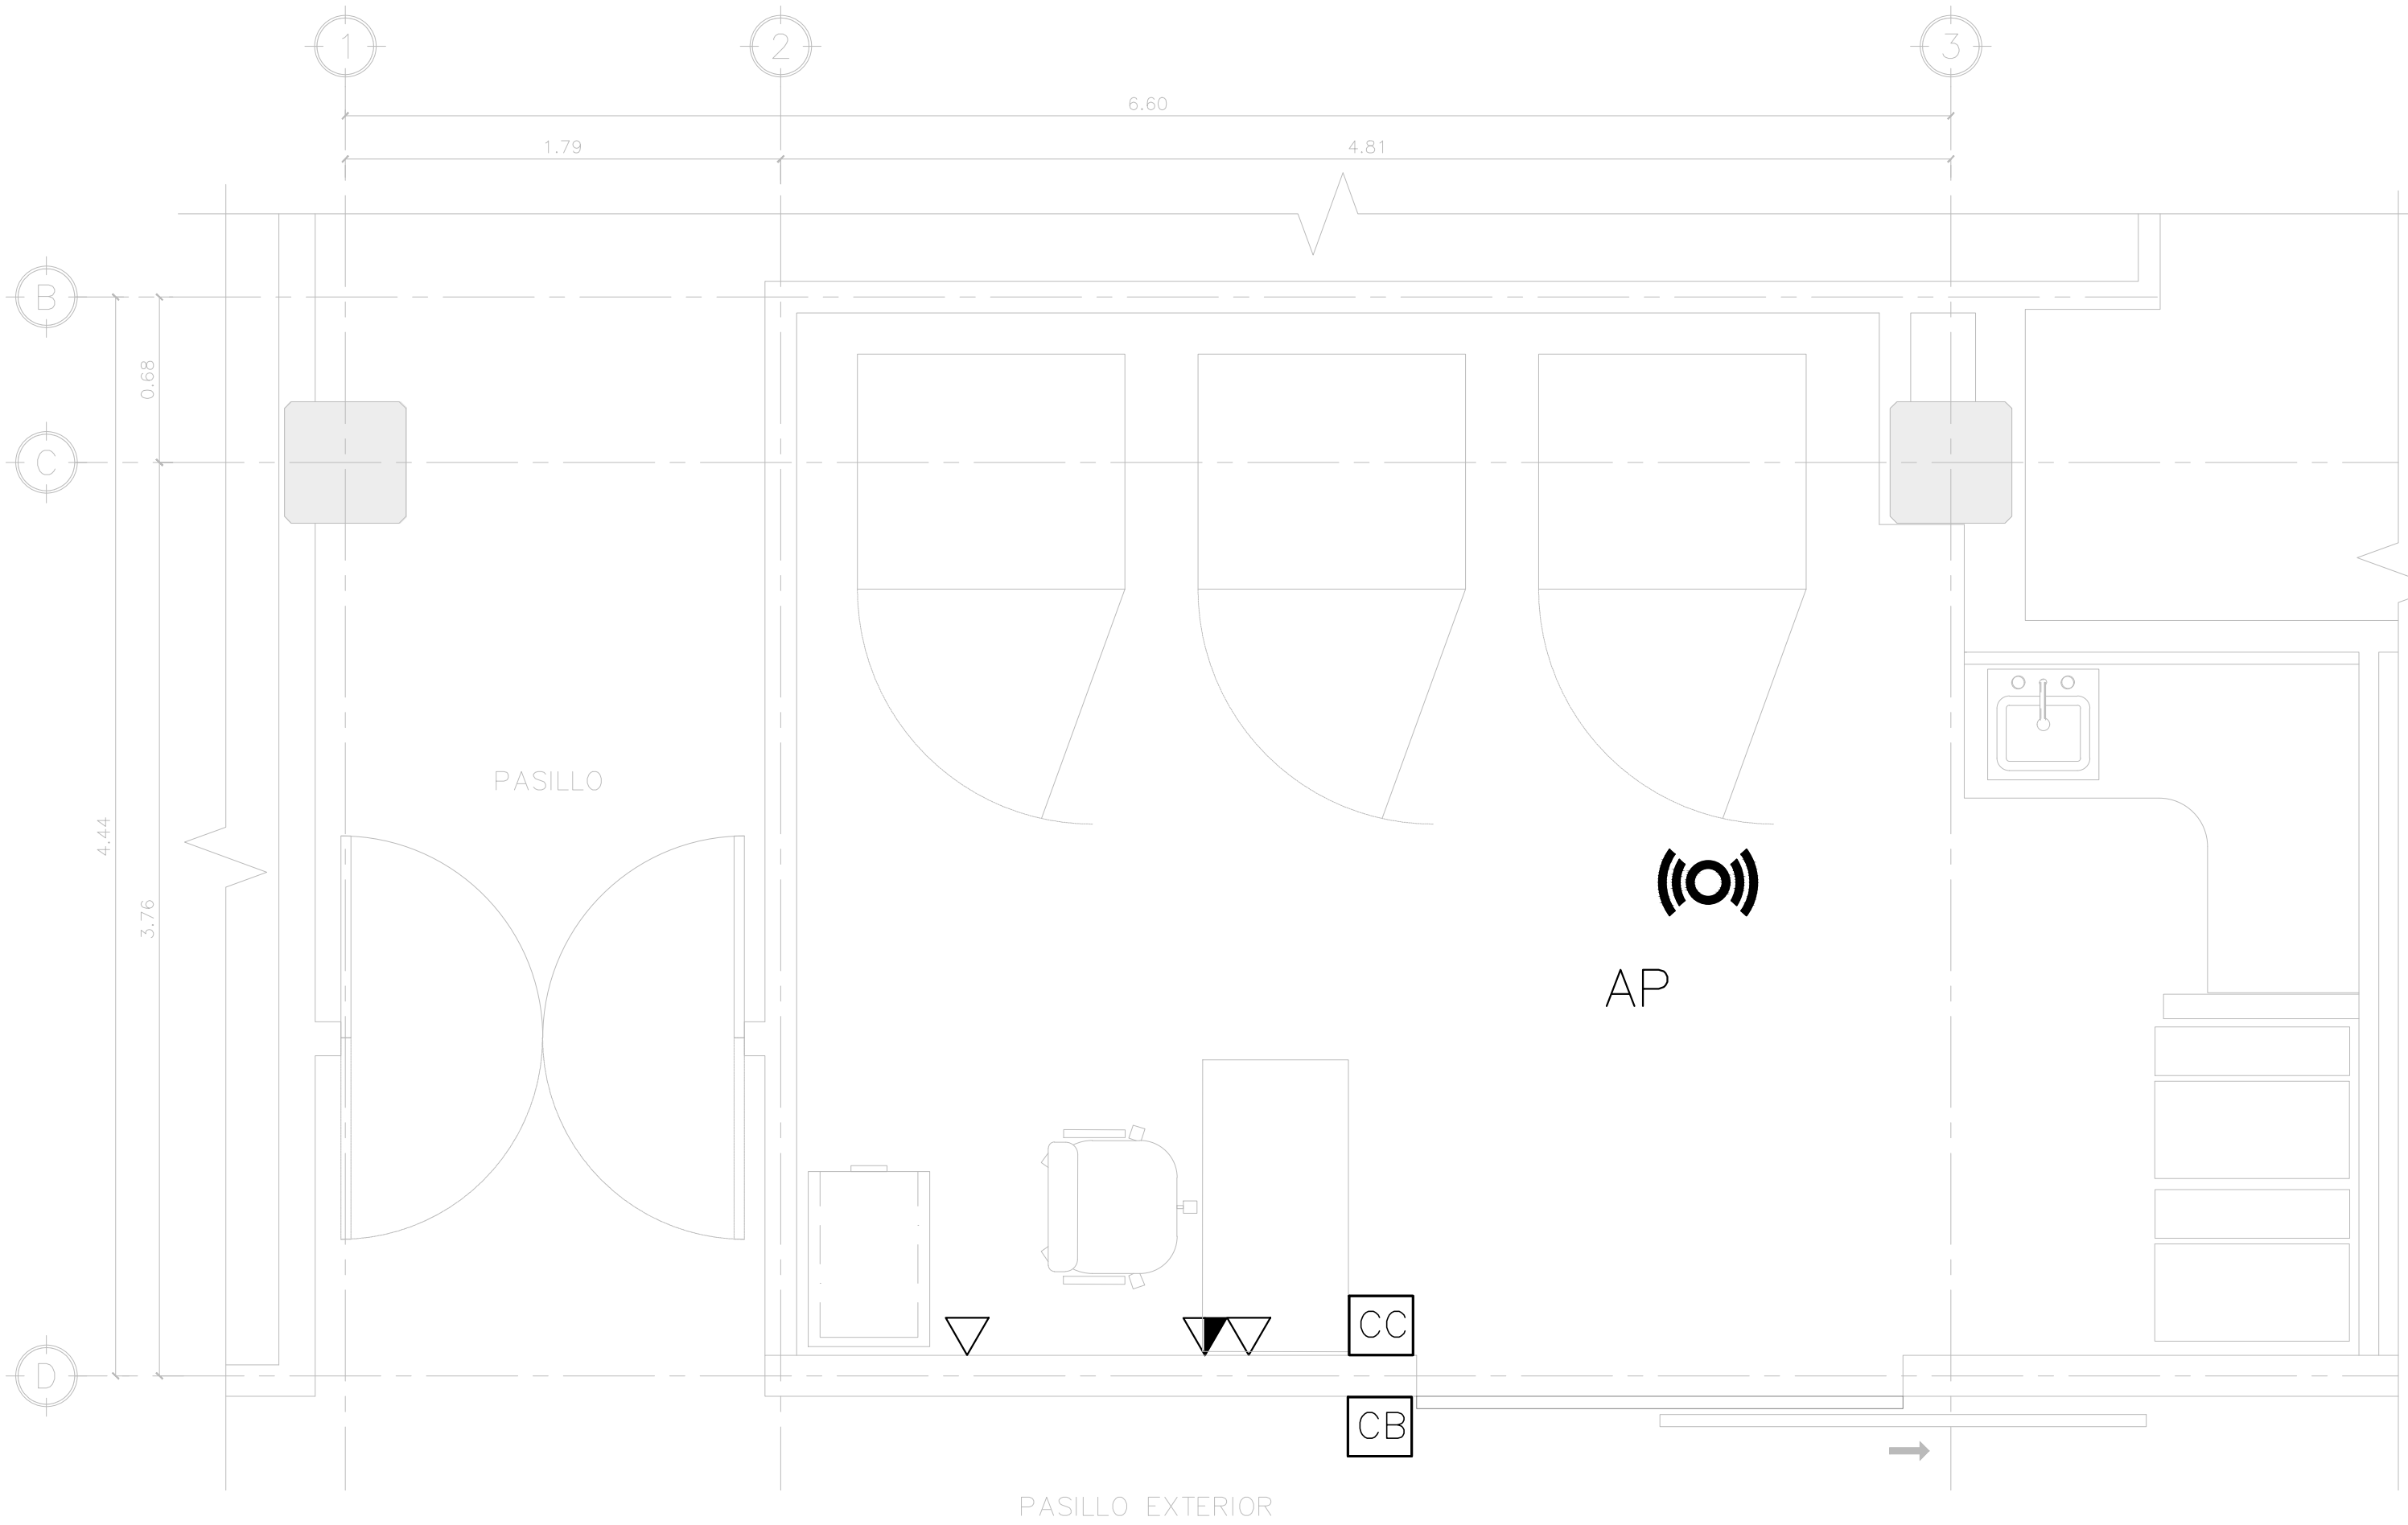 1 2 3
6.60
1.79 4.81
B
0.68
C
PASILLO
4.44
3.76
AP
CC
D
CB
PASILLO EXTERIOR